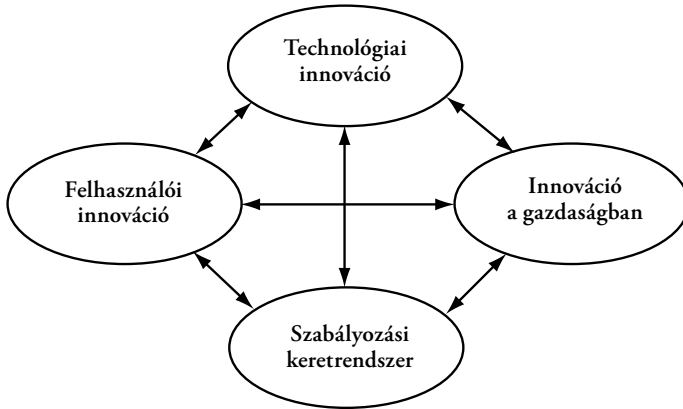 Technológiai
innováció
Felhasználói
innováció
Innováció
a gazdaságban
Szabályozási
keretrendszer